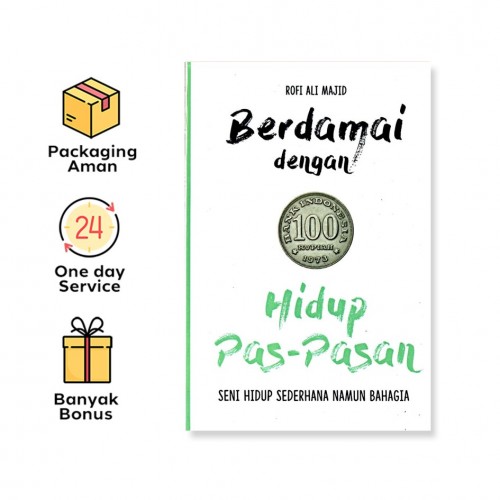 Packaging
Aman
24
One day
Service
Banyak
Bonus
ROFI ALI MAJID
Berdamai
dengan
BANK INDONESIA
100
RUPIAH
1973
Hidup
Pas-Pasan
SENI HIDUP SEDERHANA NAMUN BAHAGIA